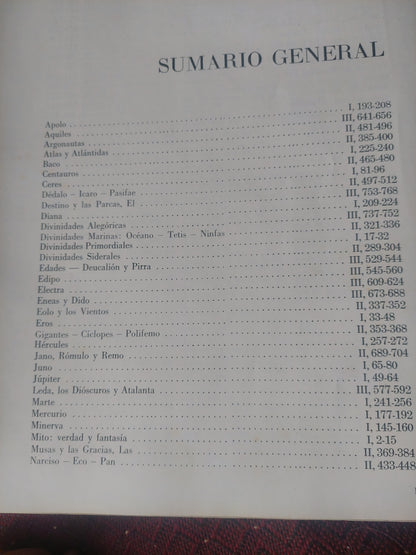 SUMARIO GENERAL
Apolo ........ I, 193-208
Aquiles ........ III, 641-656
Argonautas ........ II, 481-496
Atlas y Atlántidas ........ II, 385-400
Baco ........ I, 225-240
Centauros ........ II, 465-480
Ceres ........ I, 81-96
Dédalo — Icaro — Pasifae ........ II, 497-512
Destino y las Parcas, El ........ III, 753-768
Diana ........ I, 209-224
Divinidades Alegóricas ........ III, 737-752
Divinidades Marinas: Océano — Tetis — Ninfas ........ II, 321-336
Divinidades Primordiales ........ I, 17-32
Divinidades Siderales ........ II, 289-304
Edades — Deucalión y Pirra ........ III, 529-544
Edipo ........ III, 545-560
Electra ........ III, 609-624
Eneas y Dido ........ III, 673-688
Eolo y los Vientos ........ II, 337-352
Eros ........ I, 33-48
Gigantes — Cíclopes — Polifemo ........ II, 353-368
Hércules ........ I, 257-272
Jano, Rómulo y Remo ........ II, 689-704
Juno ........ I, 65-80
Júpiter ........ I, 49-64
Leda, los Dióscuros y Atalanta ........ III, 577-592
Marte ........ I, 241-256
Mercurio ........ I, 177-192
Minerva ........ I, 145-160
Mito: verdad y fantasía ........ I, 2-15
Musas y las Gracias, Las ........ II, 369-384
Narciso — Eco — Pan ........ II, 433-448